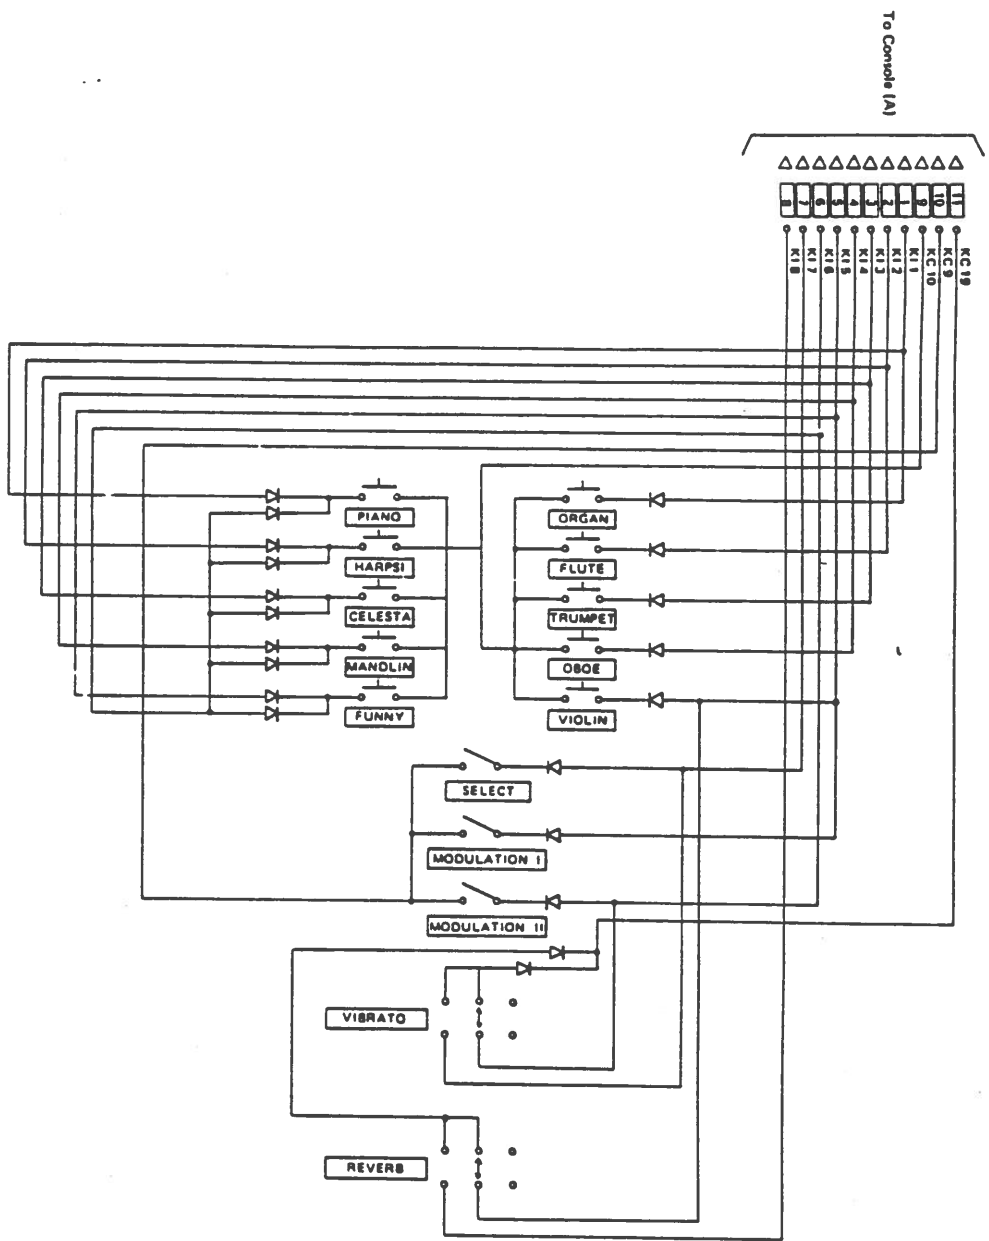 To Console (A)
8
7
6
5
4
3
2
1
9
10
11
KI 8
KI 7
KI 6
KI 5
KI 4
KI 3
KI 2
KI 1
KC 10
KC 9
KC 19
PIANO
ORGAN
HARPSI
FLUTE
CELESTA
TRUMPET
MANDLIN
OBOE
FUNNY
VIOLIN
SELECT
MODULATION I
MODULATION II
VIBRATO
REVERB